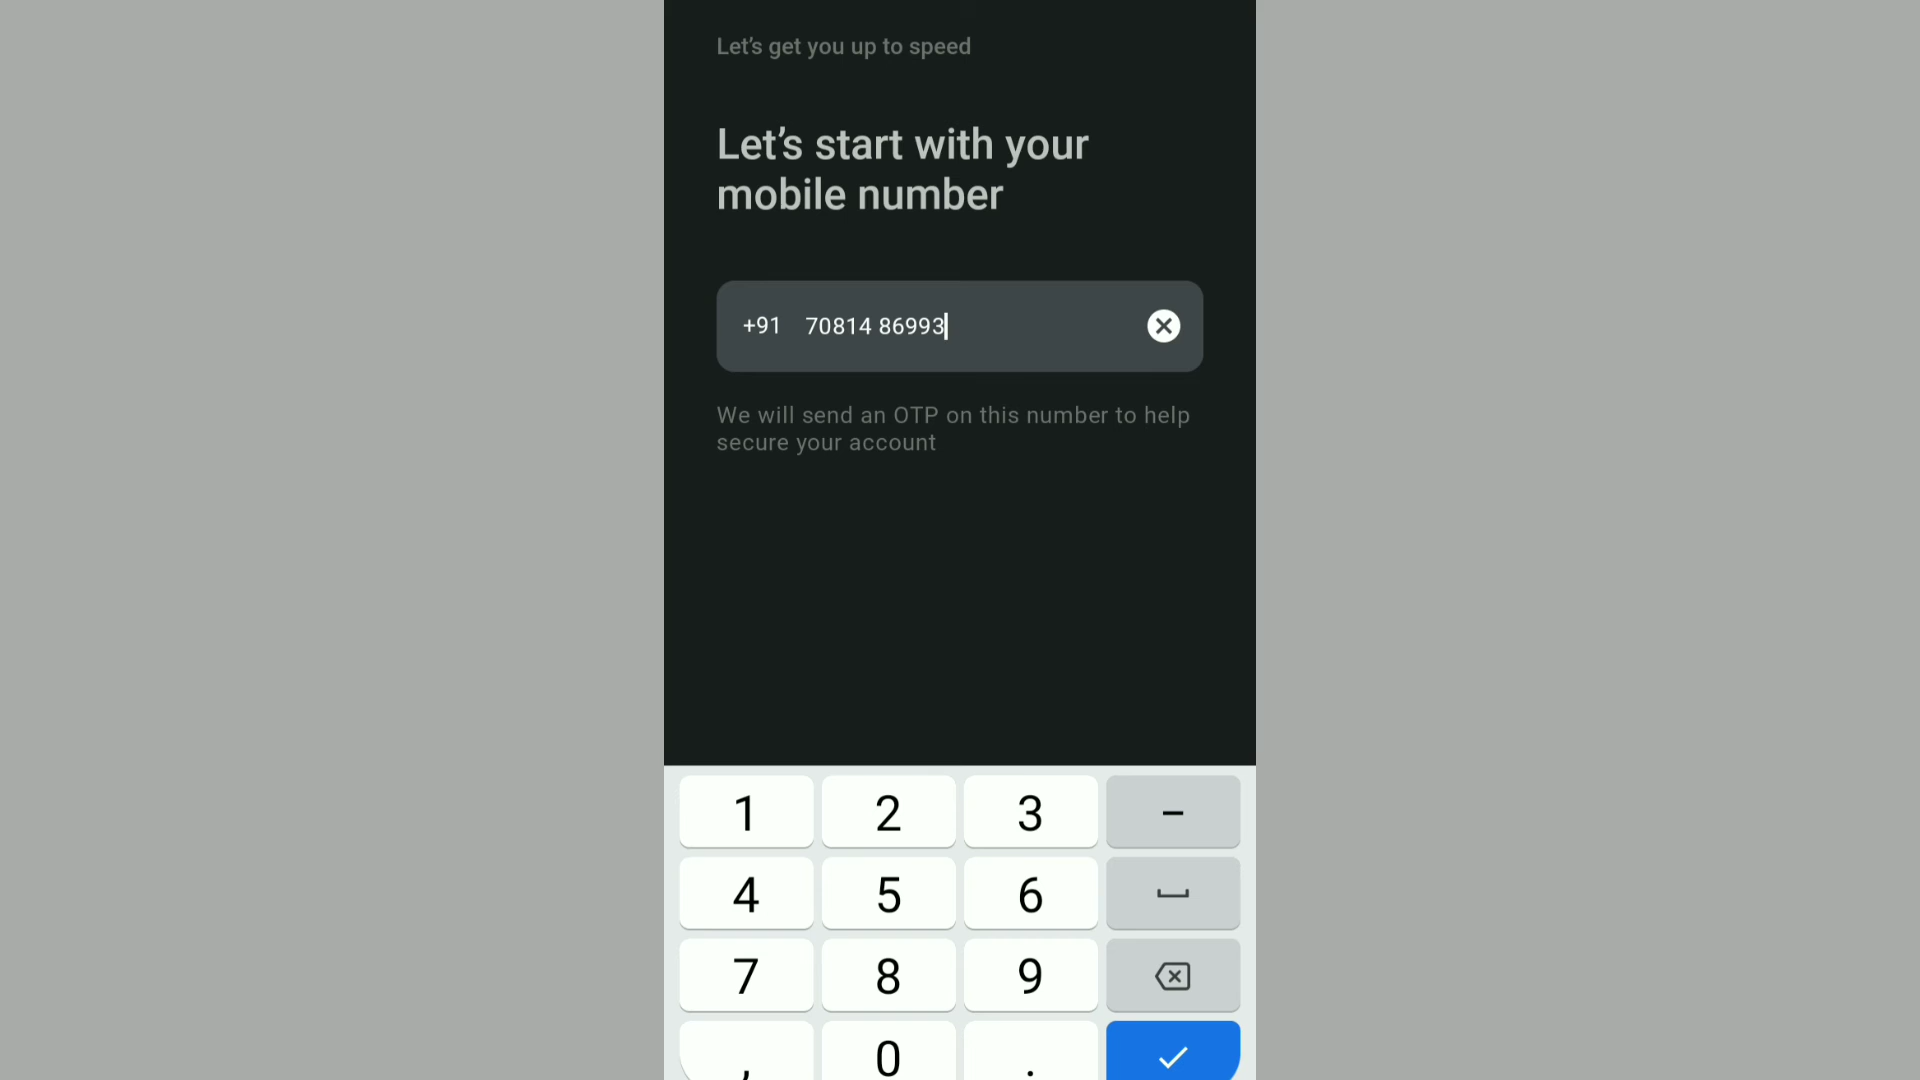 Let's get you up to speed
Let's start with your
mobile number
+91 70814 86993
We will send an OTP on this number to help
secure your account
1 2 3 –
4 5 6
7 8 9
, 0 .